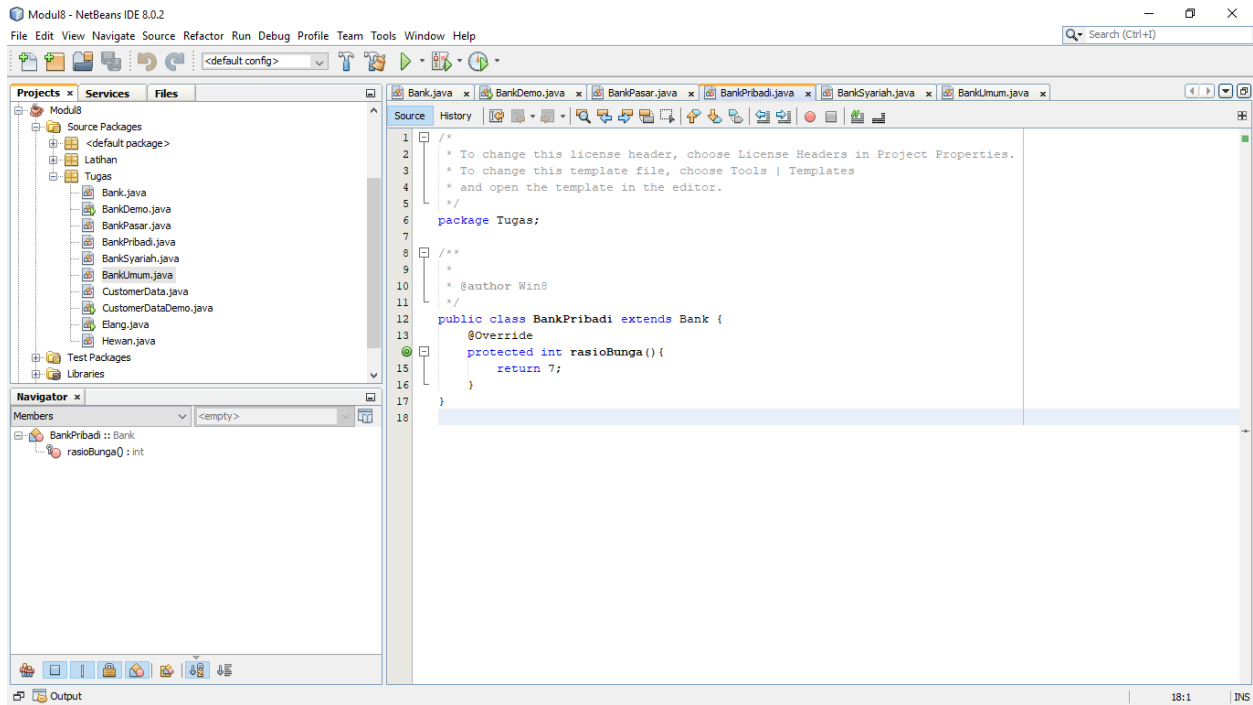 Modul8 - NetBeans IDE 8.0.2
File Edit View Navigate Source Refactor Run Debug Profile Team Tools Window Help
Search (Ctrl+I)
<default config>
Projects Services Files
Modul8
Source Packages
<default package>
Latihan
Tugas
Bank.java
BankDemo.java
BankPasar.java
BankPribadi.java
BankSyariah.java
BankUmum.java
CustomerData.java
CustomerDataDemo.java
Elang.java
Hewan.java
Test Packages
Libraries
Navigator
Members <empty>
BankPribadi :: Bank
rasioBunga() : int
Bank.java BankDemo.java BankPasar.java BankPribadi.java BankSyariah.java BankUmum.java
Source History
1 /*
2 * To change this license header, choose License Headers in Project Properties.
3 * To change this template file, choose Tools | Templates
4 * and open the template in the editor.
5 */
6 package Tugas;
7
8 /**
9 *
10 * @author Win8
11 */
12 public class BankPribadi extends Bank {
13 @Override
protected int rasioBunga(){
15 return 7;
16 }
17 }
18
Output
18:1 INS